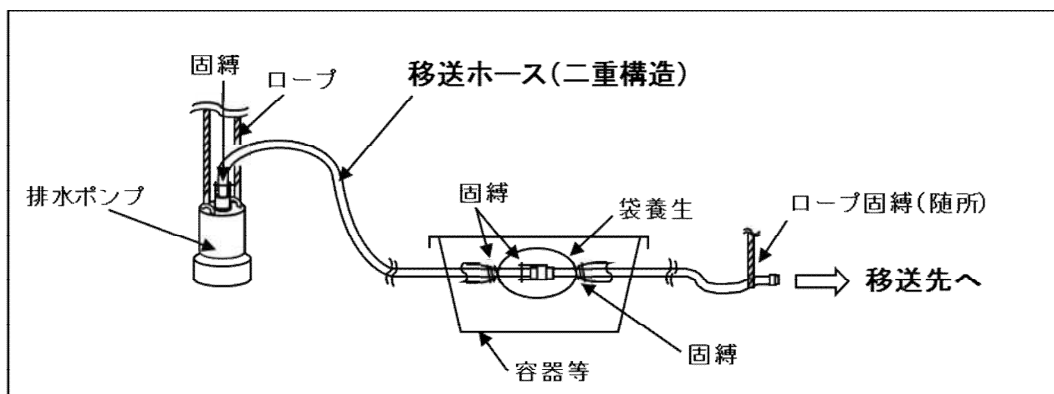 固縛
ロープ
移送ホース(二重構造)
排水ポンプ
固縛
袋養生
ロープ固縛(随所)
移送先へ
固縛
容器等